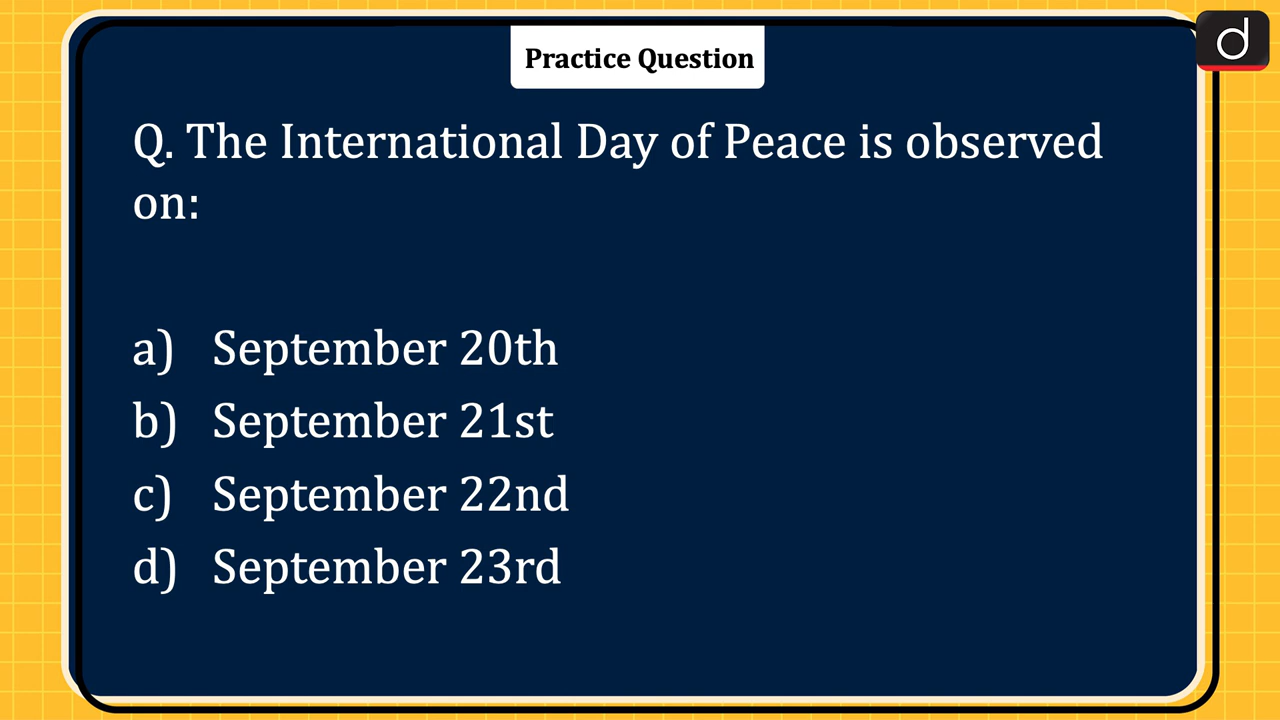 Practice Question
d
Q. The International Day of Peace is observed
on:
a) September 20th
b) September 21st
c) September 22nd
d) September 23rd